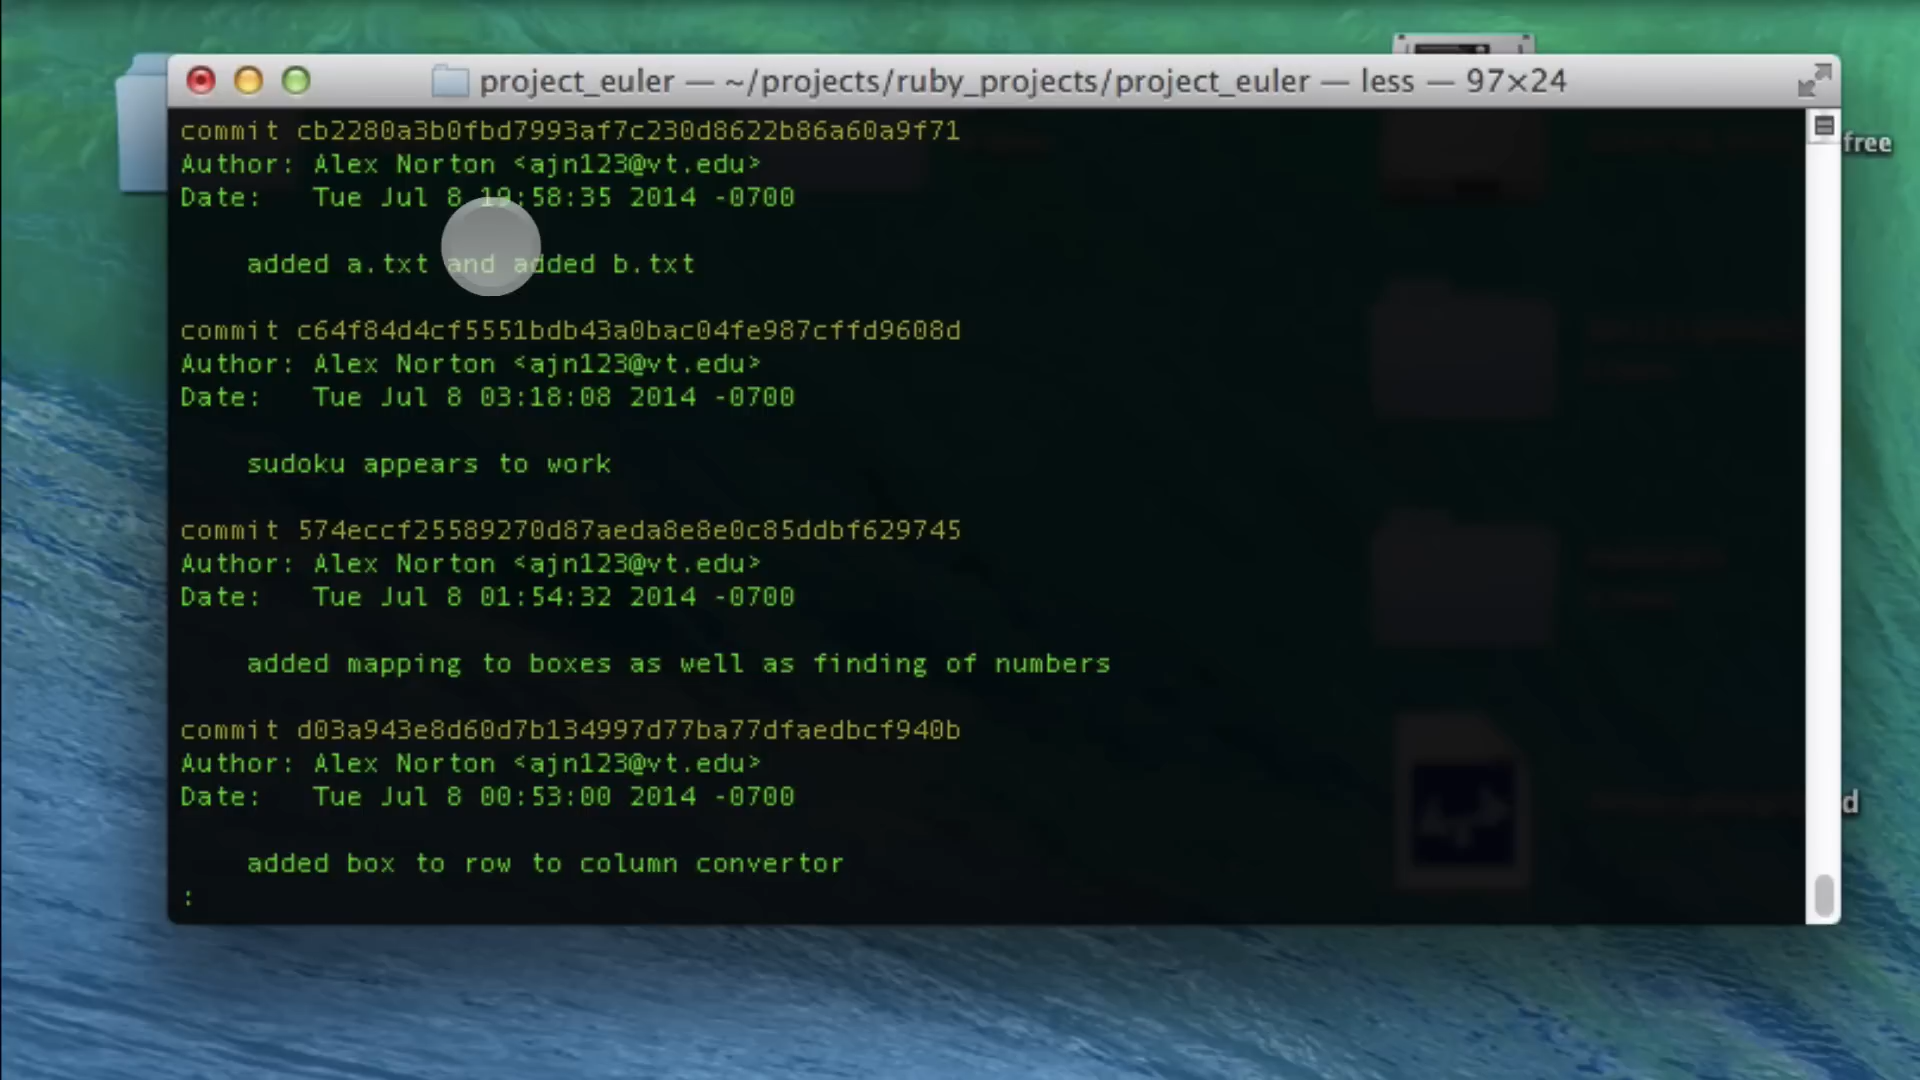 project_euler — ~/projects/ruby_projects/project_euler — less — 97×24
commit cb2280a3b0fbd7993af7c230d8622b86a60a9f71
Author: Alex Norton <ajn123@vt.edu>
Date:   Tue Jul 8 19:58:35 2014 -0700
added a.txt and added b.txt
commit c64f84d4cf5551bdb43a0bac04fe987cffd9608d
Author: Alex Norton <ajn123@vt.edu>
Date:   Tue Jul 8 03:18:08 2014 -0700
sudoku appears to work
commit 574eccf25589270d87aeda8e8e0c85ddbf629745
Author: Alex Norton <ajn123@vt.edu>
Date:   Tue Jul 8 01:54:32 2014 -0700
added mapping to boxes as well as finding of numbers
commit d03a943e8d60d7b134997d77ba77dfaedbcf940b
Author: Alex Norton <ajn123@vt.edu>
Date:   Tue Jul 8 00:53:00 2014 -0700
added box to row to column convertor
:
free
d